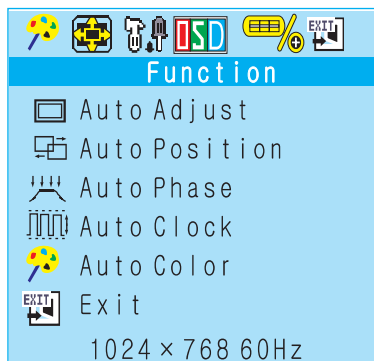 OSD EXIT
Function
Auto Adjust
Auto Position
Auto Phase
Auto Clock
Auto Color
EXIT Exit
1024×768 60Hz